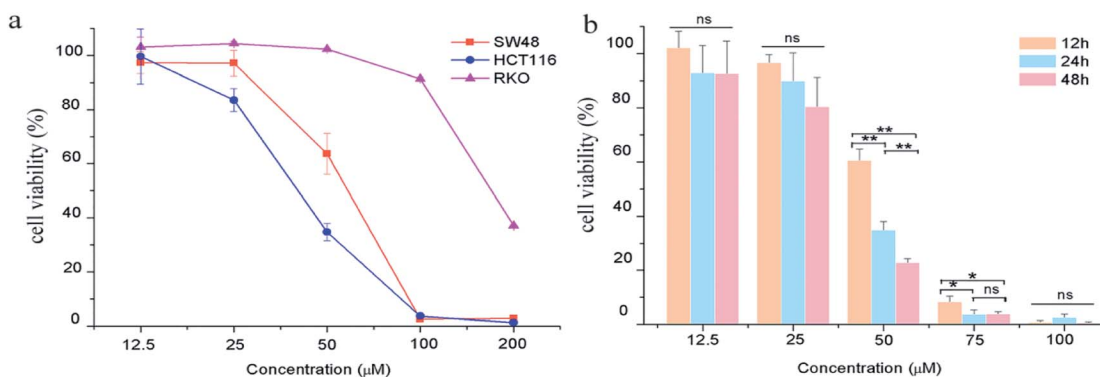 a
SW48
HCT116
RKO
100
80
60
40
20
0
cell viability (%)
12.5 25 50 100 200
Concentration (μM)
b
12h
24h
48h
ns
ns
**
**
**
*
*
ns
ns
100
80
60
40
20
0
cell viability (%)
12.5 25 50 75 100
Concentration (μM)